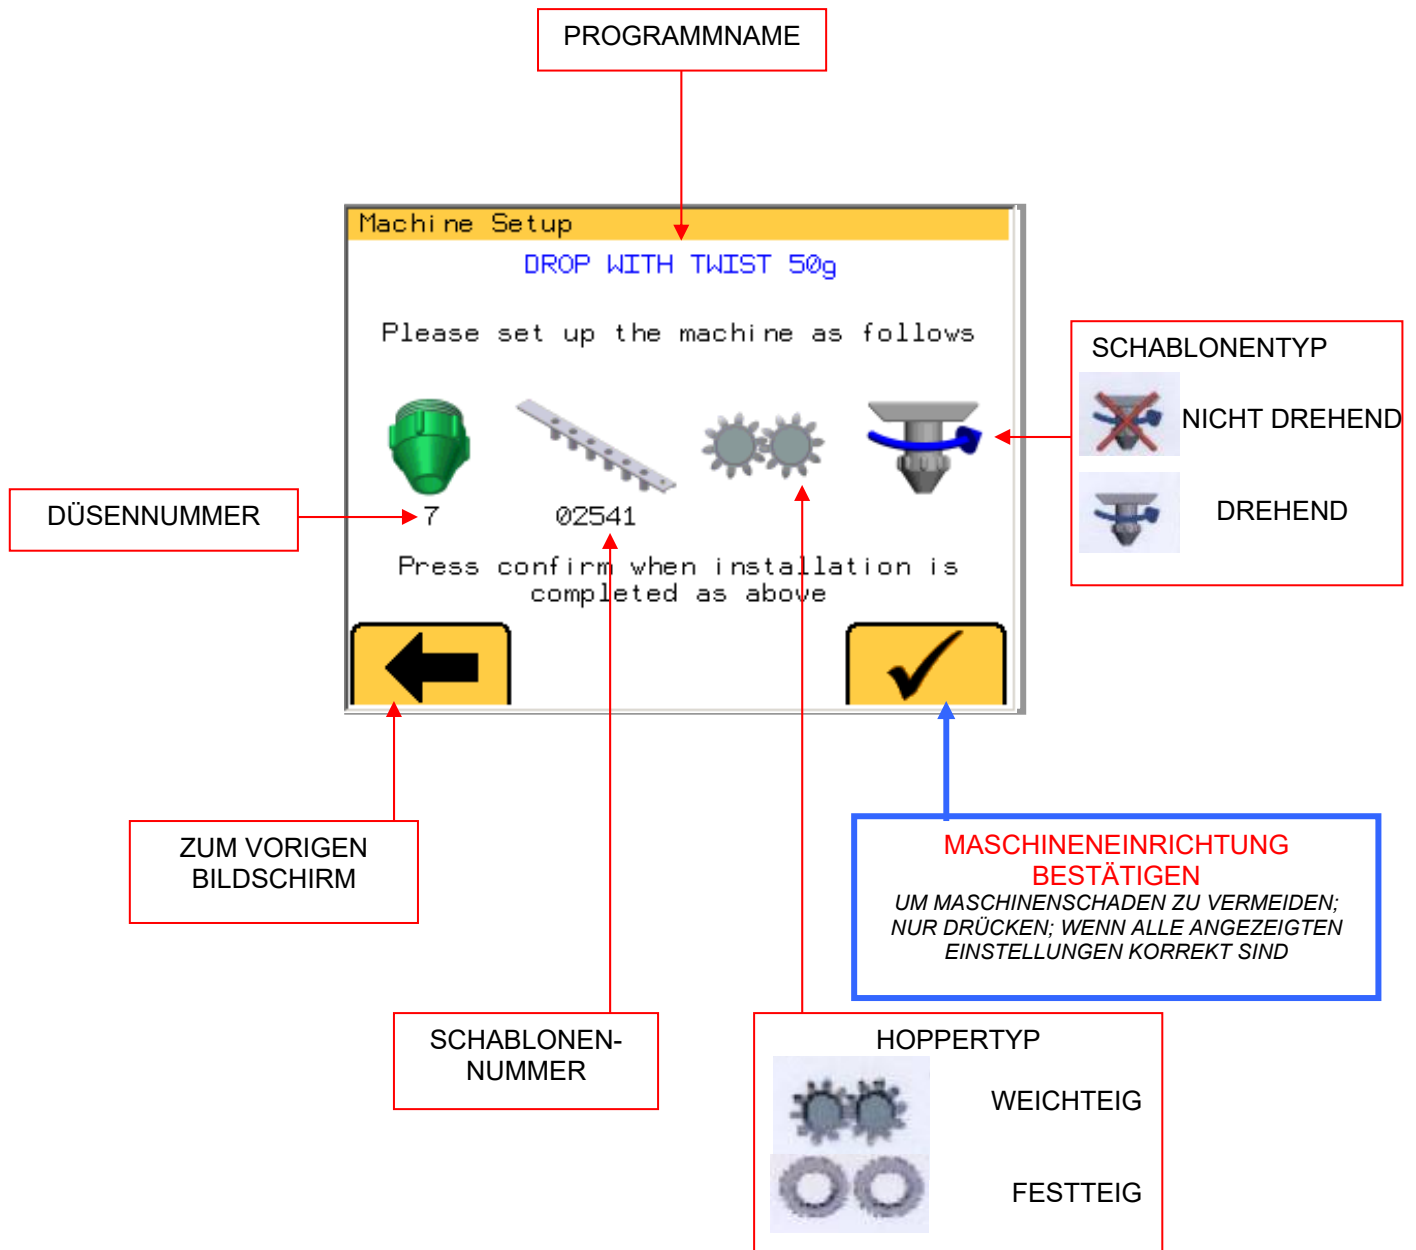 PROGRAMMNAME
Machine Setup
DROP WITH TWIST 50g
Please set up the machine as follows
SCHABLONENTYP
NICHT DREHEND
DREHEND
DÜSENNUMMER
7
02541
Press confirm when installation is
completed as above
ZUM VORIGEN
BILDSCHIRM
MASCHINENEINRICHTUNG
BESTÄTIGEN
UM MASCHINENSCHADEN ZU VERMEIDEN;
NUR DRÜCKEN; WENN ALLE ANGEZEIGTEN
EINSTELLUNGEN KORREKT SIND
SCHABLONEN-
NUMMER
HOPPERTYP
WEICHTEIG
FESTTEIG